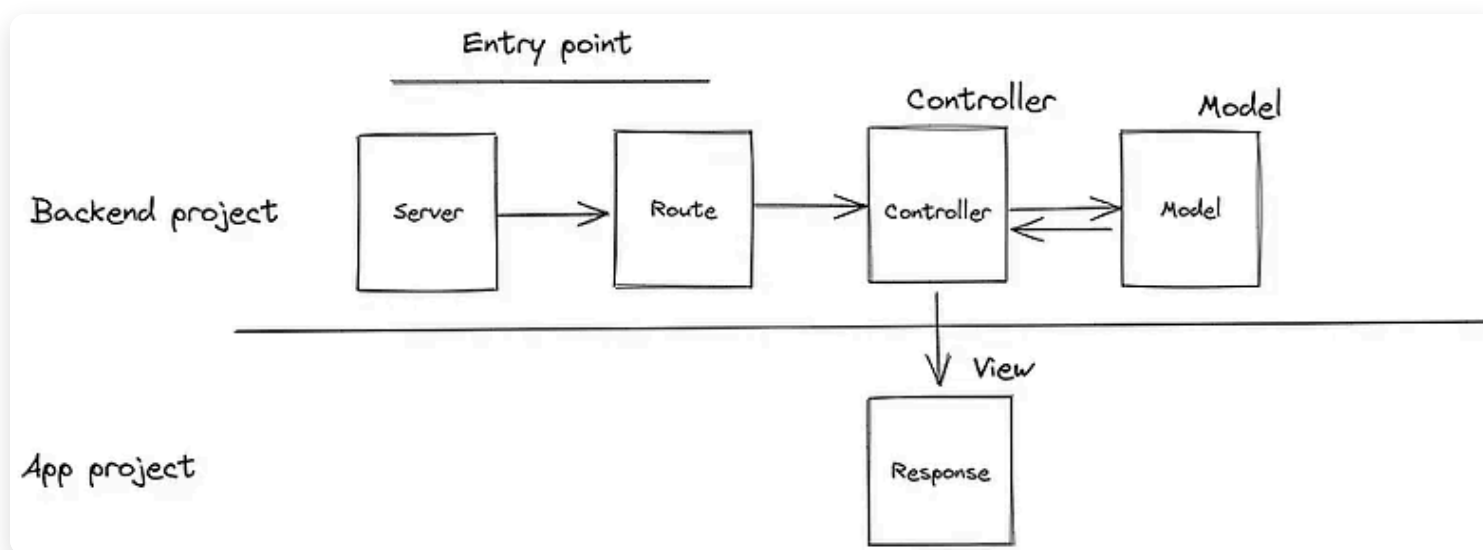 Entry point
Controller
Model
Backend project
Server
Route
Controller
Model
View
App project
Response